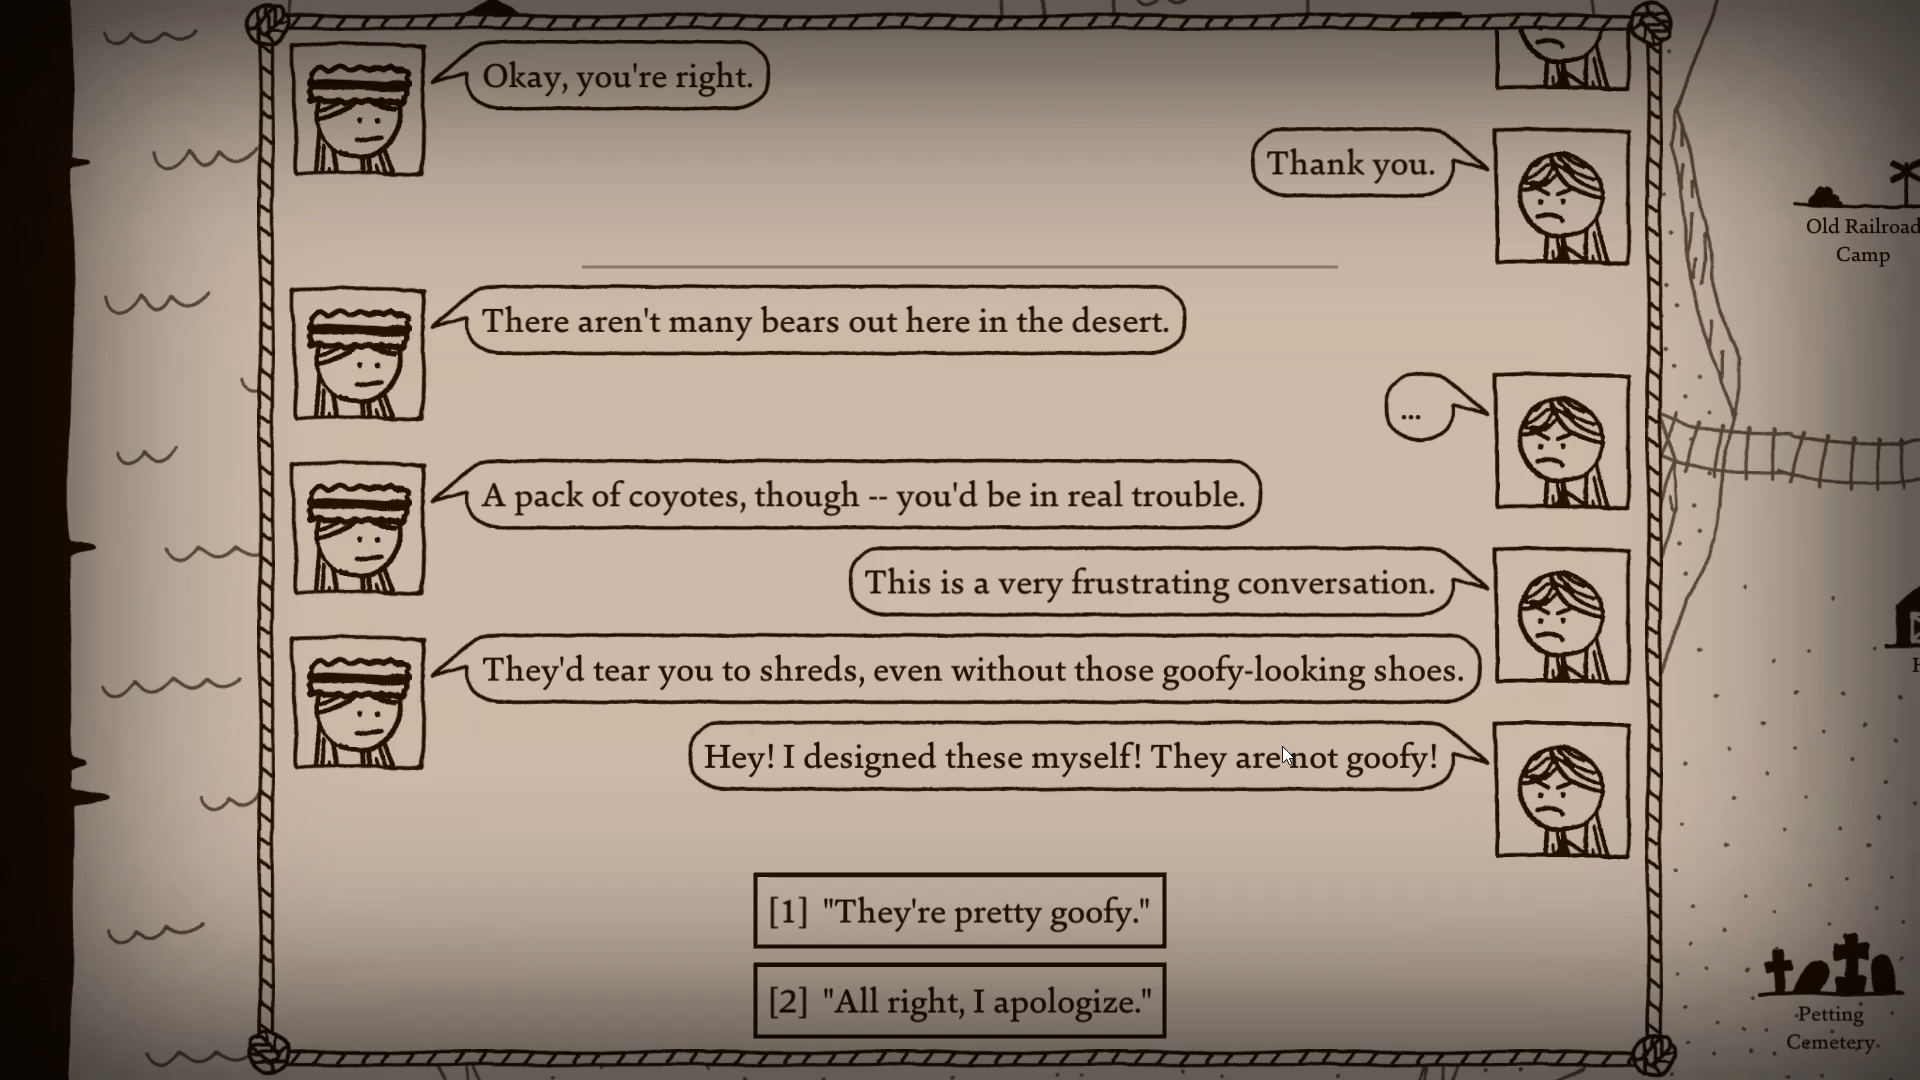 Okay, you're right.
Thank you.
There aren't many bears out here in the desert.
...
A pack of coyotes, though -- you'd be in real trouble.
This is a very frustrating conversation.
They'd tear you to shreds, even without those goofy-looking shoes.
Hey! I designed these myself! They are not goofy!
[1] "They're pretty goofy."
[2] "All right, I apologize."
Old Railroad
Camp
H
Petting
Cemetery